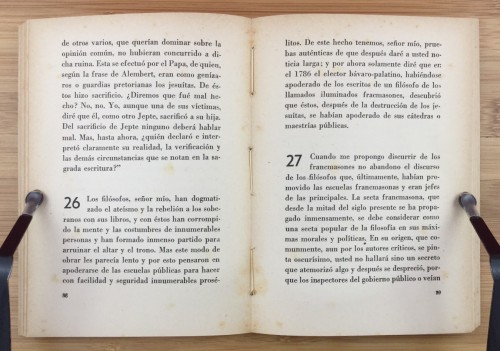 de otros varios, que querían dominar sobre la
opinión común, no hubieran concurrido a di-
cha ruina. Esta se efectuó por el Papa, de quien,
según la frase de Alembert, eran como geníza-
ros o guardias pretorianas los jesuitas. De és-
tos hizo sacrificio. ¿Diremos que fué mal he-
cho? No, no. Yo, aunque una de sus víctimas,
diré que él, como otro Jepte, sacrificó a su hija.
Del sacrificio de Jepte ninguno deberá hablar
mal. Mas, hasta ahora, ¿quién declaró e inter-
pretó claramente su realidad, la verificación y
las demás circunstancias que se notan en la sa-
grada escritura?"
26 Los filósofos, señor mío, han dogmati-
zado el ateísmo y la rebelión a los sobe-
ranos con sus libros, y con éstos han corrompi-
do la mente y las costumbres de innumerables
personas y han formado inmenso partido para
arruinar el altar y el trono. Mas este modo de
obrar les parecía lento y por esto pensaron en
apoderarse de las escuelas públicas para hacer
con facilidad y seguridad innumerables prosé-
88
litos. De este hecho tenemos, señor mío, prue-
bas auténticas de que después daré a usted no-
ticia larga; y por ahora solamente diré que en
el 1786 el elector bávaro-palatino, habiéndose
apoderado de los escritos de un filósofo de los
llamados iluminados fracmasones, descubrió
que éstos, después de la destrucción de los je-
suitas, se habían apoderado de sus cátedras o
maestrías públicas.
27 Cuando me propongo discurrir de los
francmasones no abandono el discurso
de los filósofos que, últimamente, habían pro-
movido las escuelas francmasonas y eran jefes
de las principales. La secta francmasona, que
desde la mitad del siglo presente se ha propa-
gado inmensamente, se debe considerar como
una secta popular de la filosofía en sus máxi-
mas morales y políticas. En su origen, que co-
munmente, aun por los autores críticos, se pin-
ta oscurísimo, usted no hallará sino un secreto
que atemorizó algo y después se despreció, por-
que los inspectores del gobierno público o veían
89